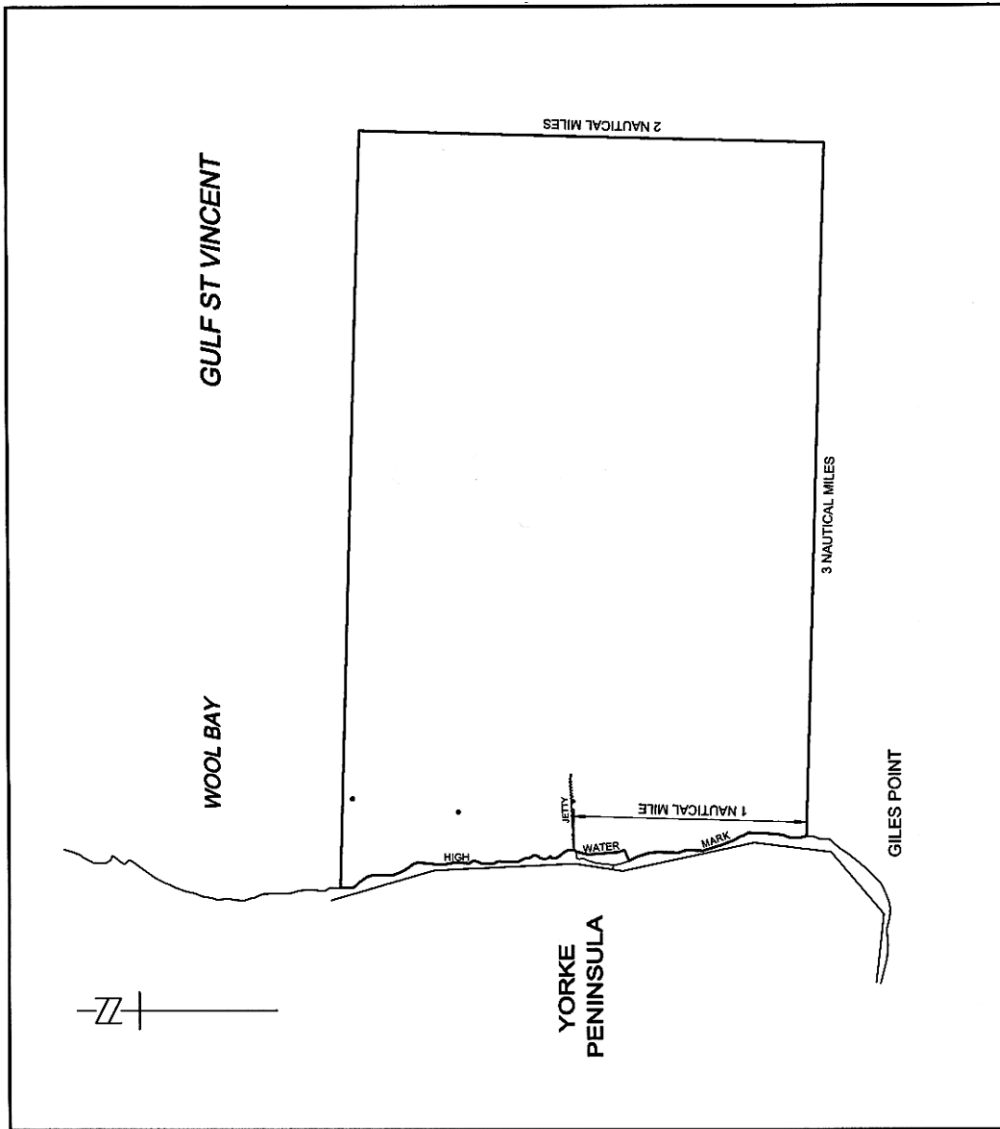 GULF ST VINCENT
WOOL BAY
2 NAUTICAL MILES
3 NAUTICAL MILES
JETTY
1 NAUTICAL MILE
HIGH
WATER
MARK
GILES POINT
YORKE
PENINSULA
N